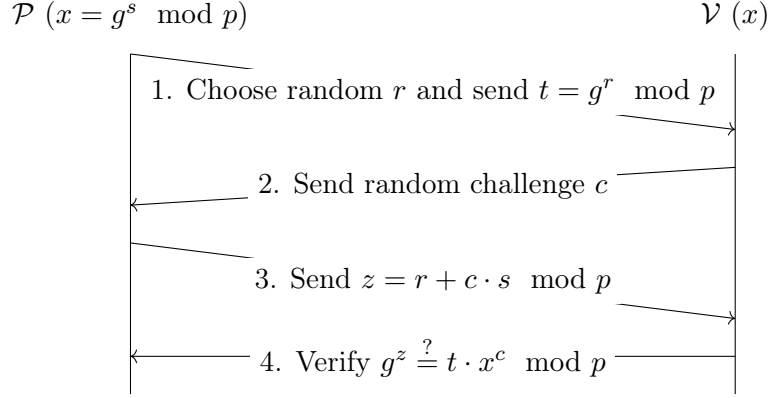 𝒫 (x = g^s mod p) 𝒱 (x)
1. Choose random r and send t = g^r mod p
2. Send random challenge c
3. Send z = r + c · s mod p
4. Verify g^z ≟ t · x^c mod p